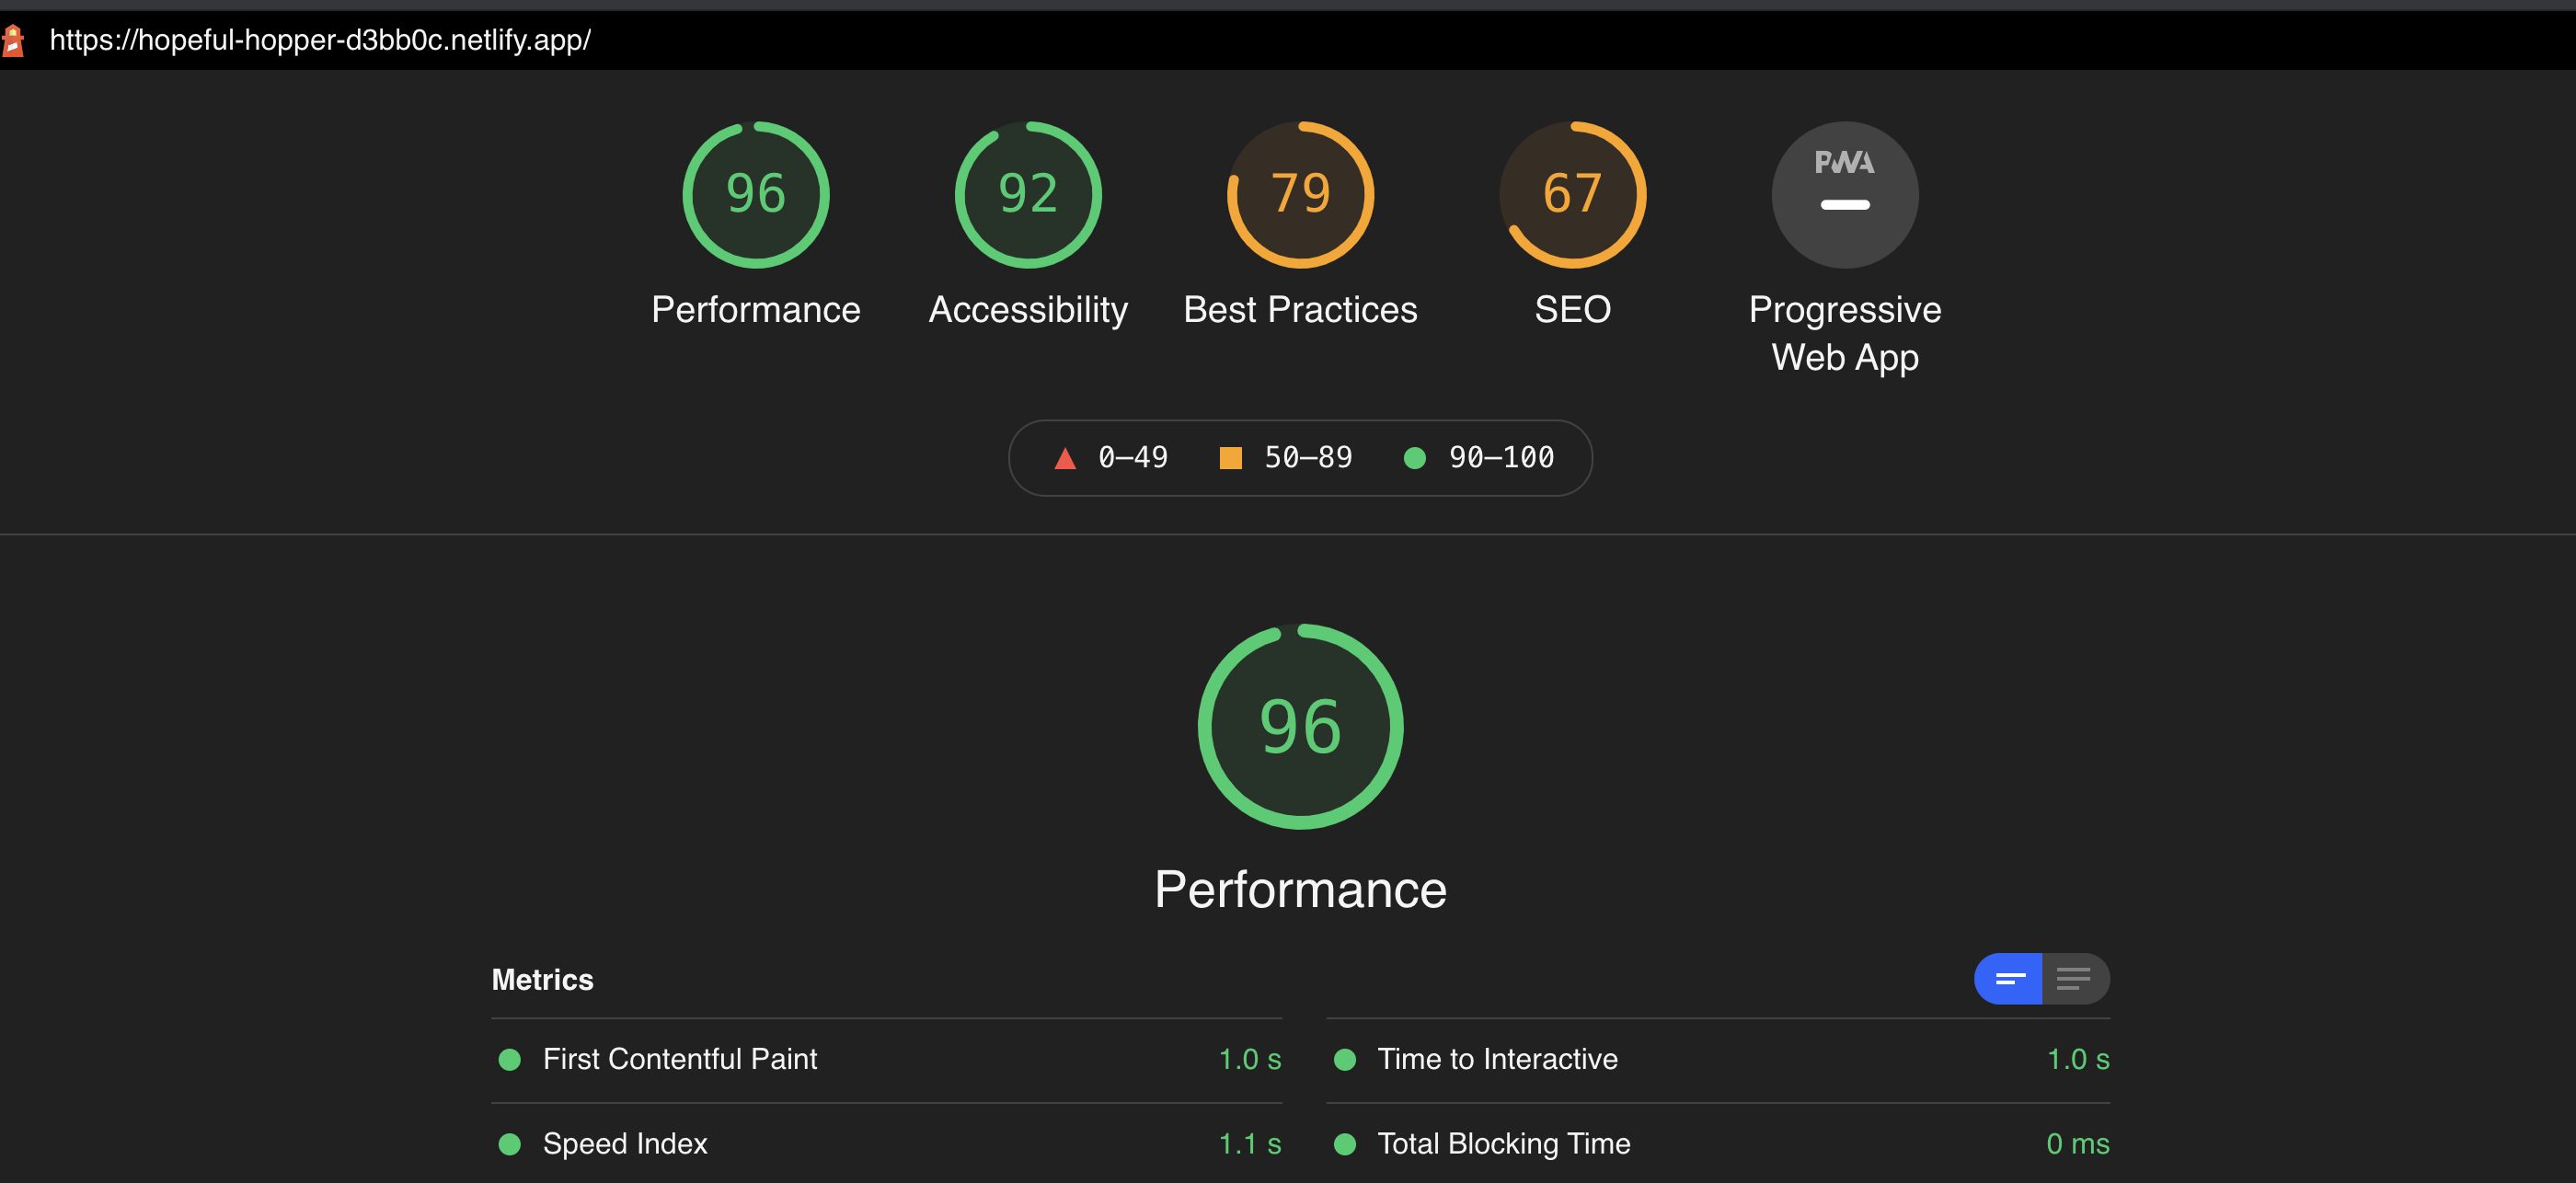 https://hopeful-hopper-d3bb0c.netlify.app/
96
92
79
67
PWA
Performance
Accessibility
Best Practices
SEO
Progressive
Web App
0–49
50–89
90–100
96
Performance
Metrics
First Contentful Paint 1.0 s
Time to Interactive 1.0 s
Speed Index 1.1 s
Total Blocking Time 0 ms